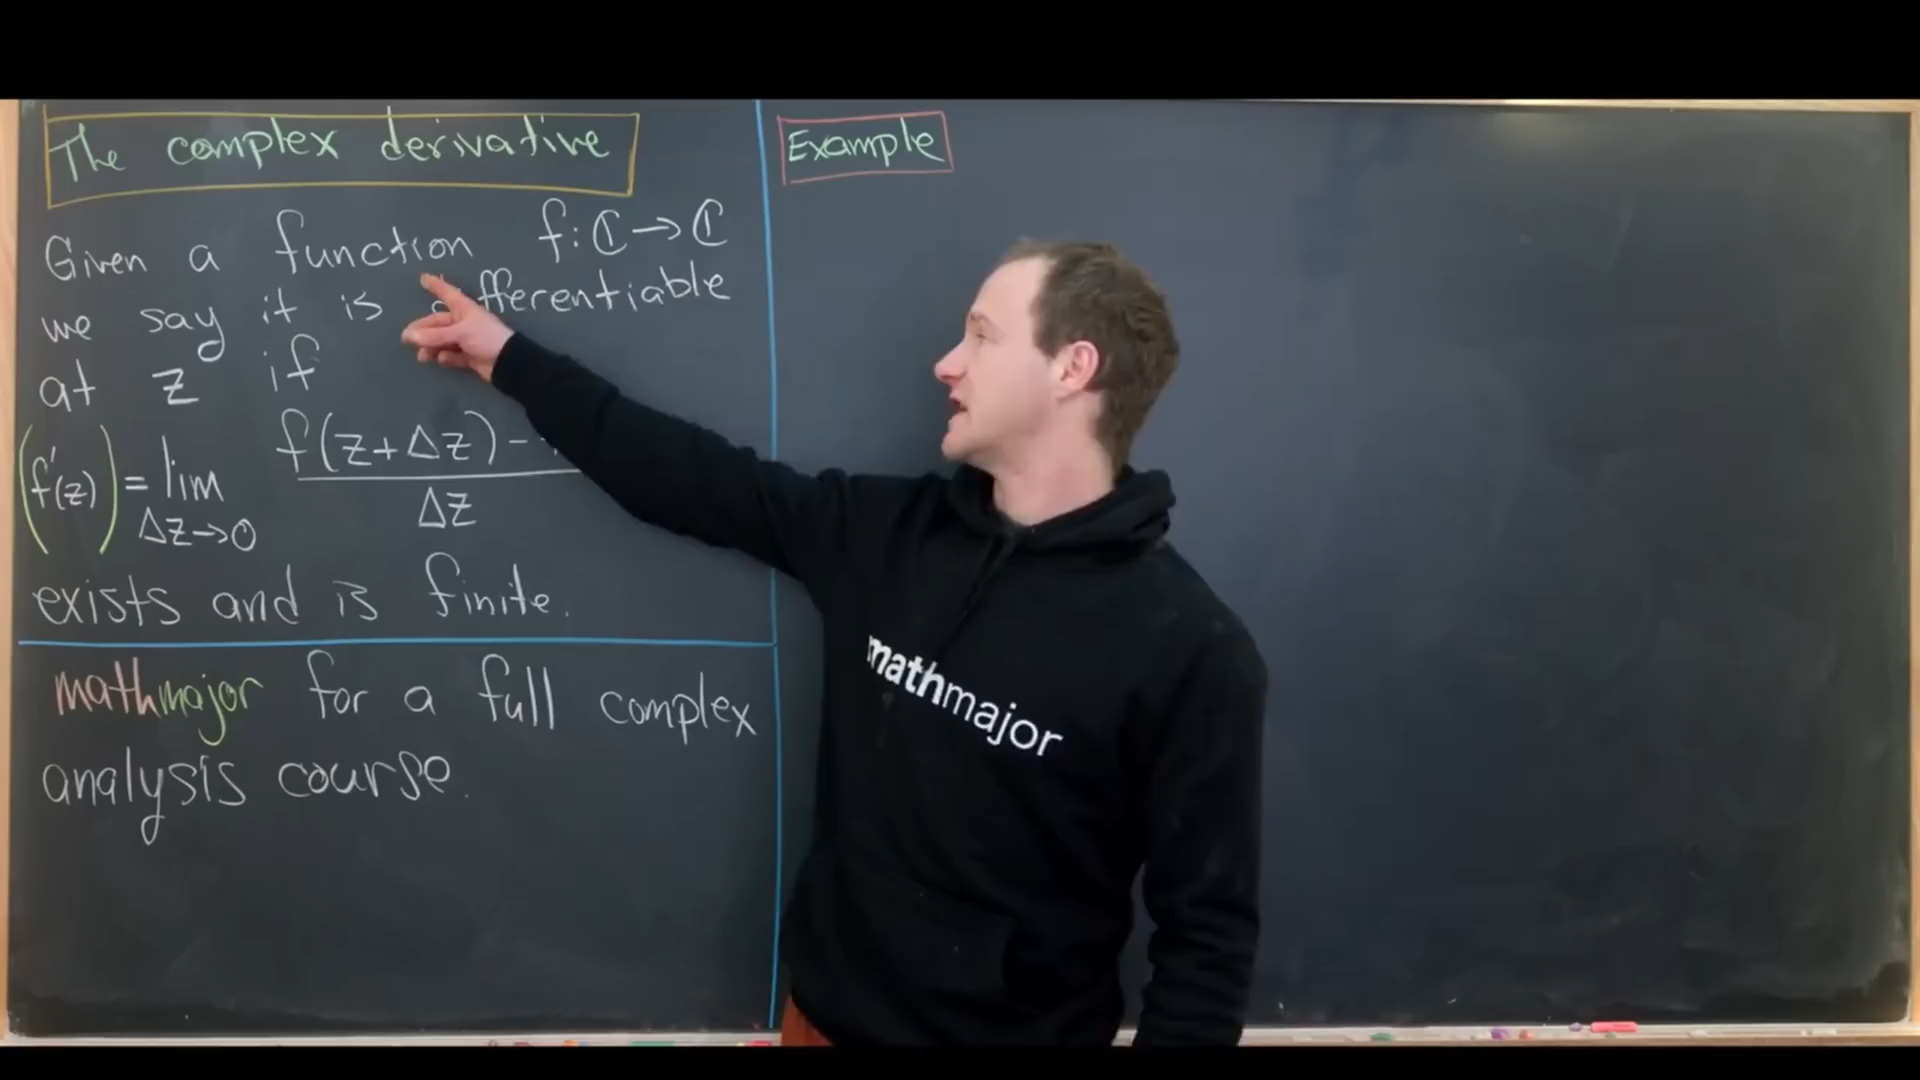 The complex derivative
Given a function f: ℂ → ℂ
we say it is differentiable
at z if
(f'(z)) = lim Δz→0 f(z+Δz) - / Δz
exists and is finite.
mathmajor for a full complex
analysis course.
Example
mathmajor